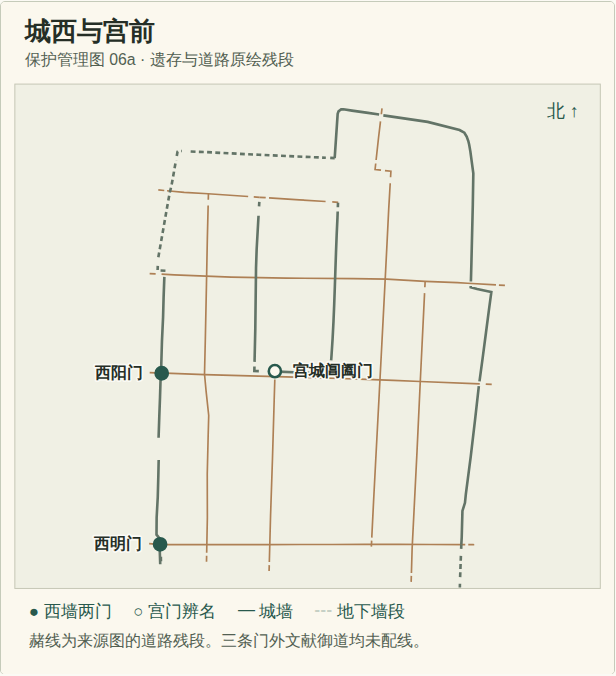 城西与宫前
保护管理图 06a · 遗存与道路原绘残段
北 ↑
西阳门
宫城阊阖门
西明门
● 西墙两门 ○ 宫门辨名 — 城墙 --- 地下墙段
赭线为来源图的道路残段。三条门外文献御道均未配线。